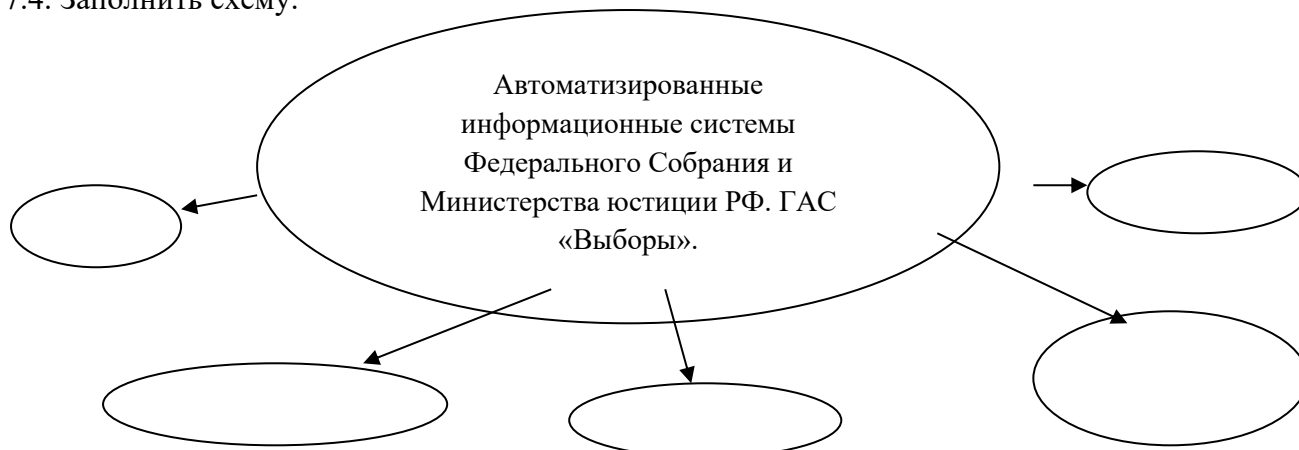 7.4. Заполнить схему.
Автоматизированные
информационные системы
Федерального Собрания и
Министерства юстиции РФ. ГАС
«Выборы».